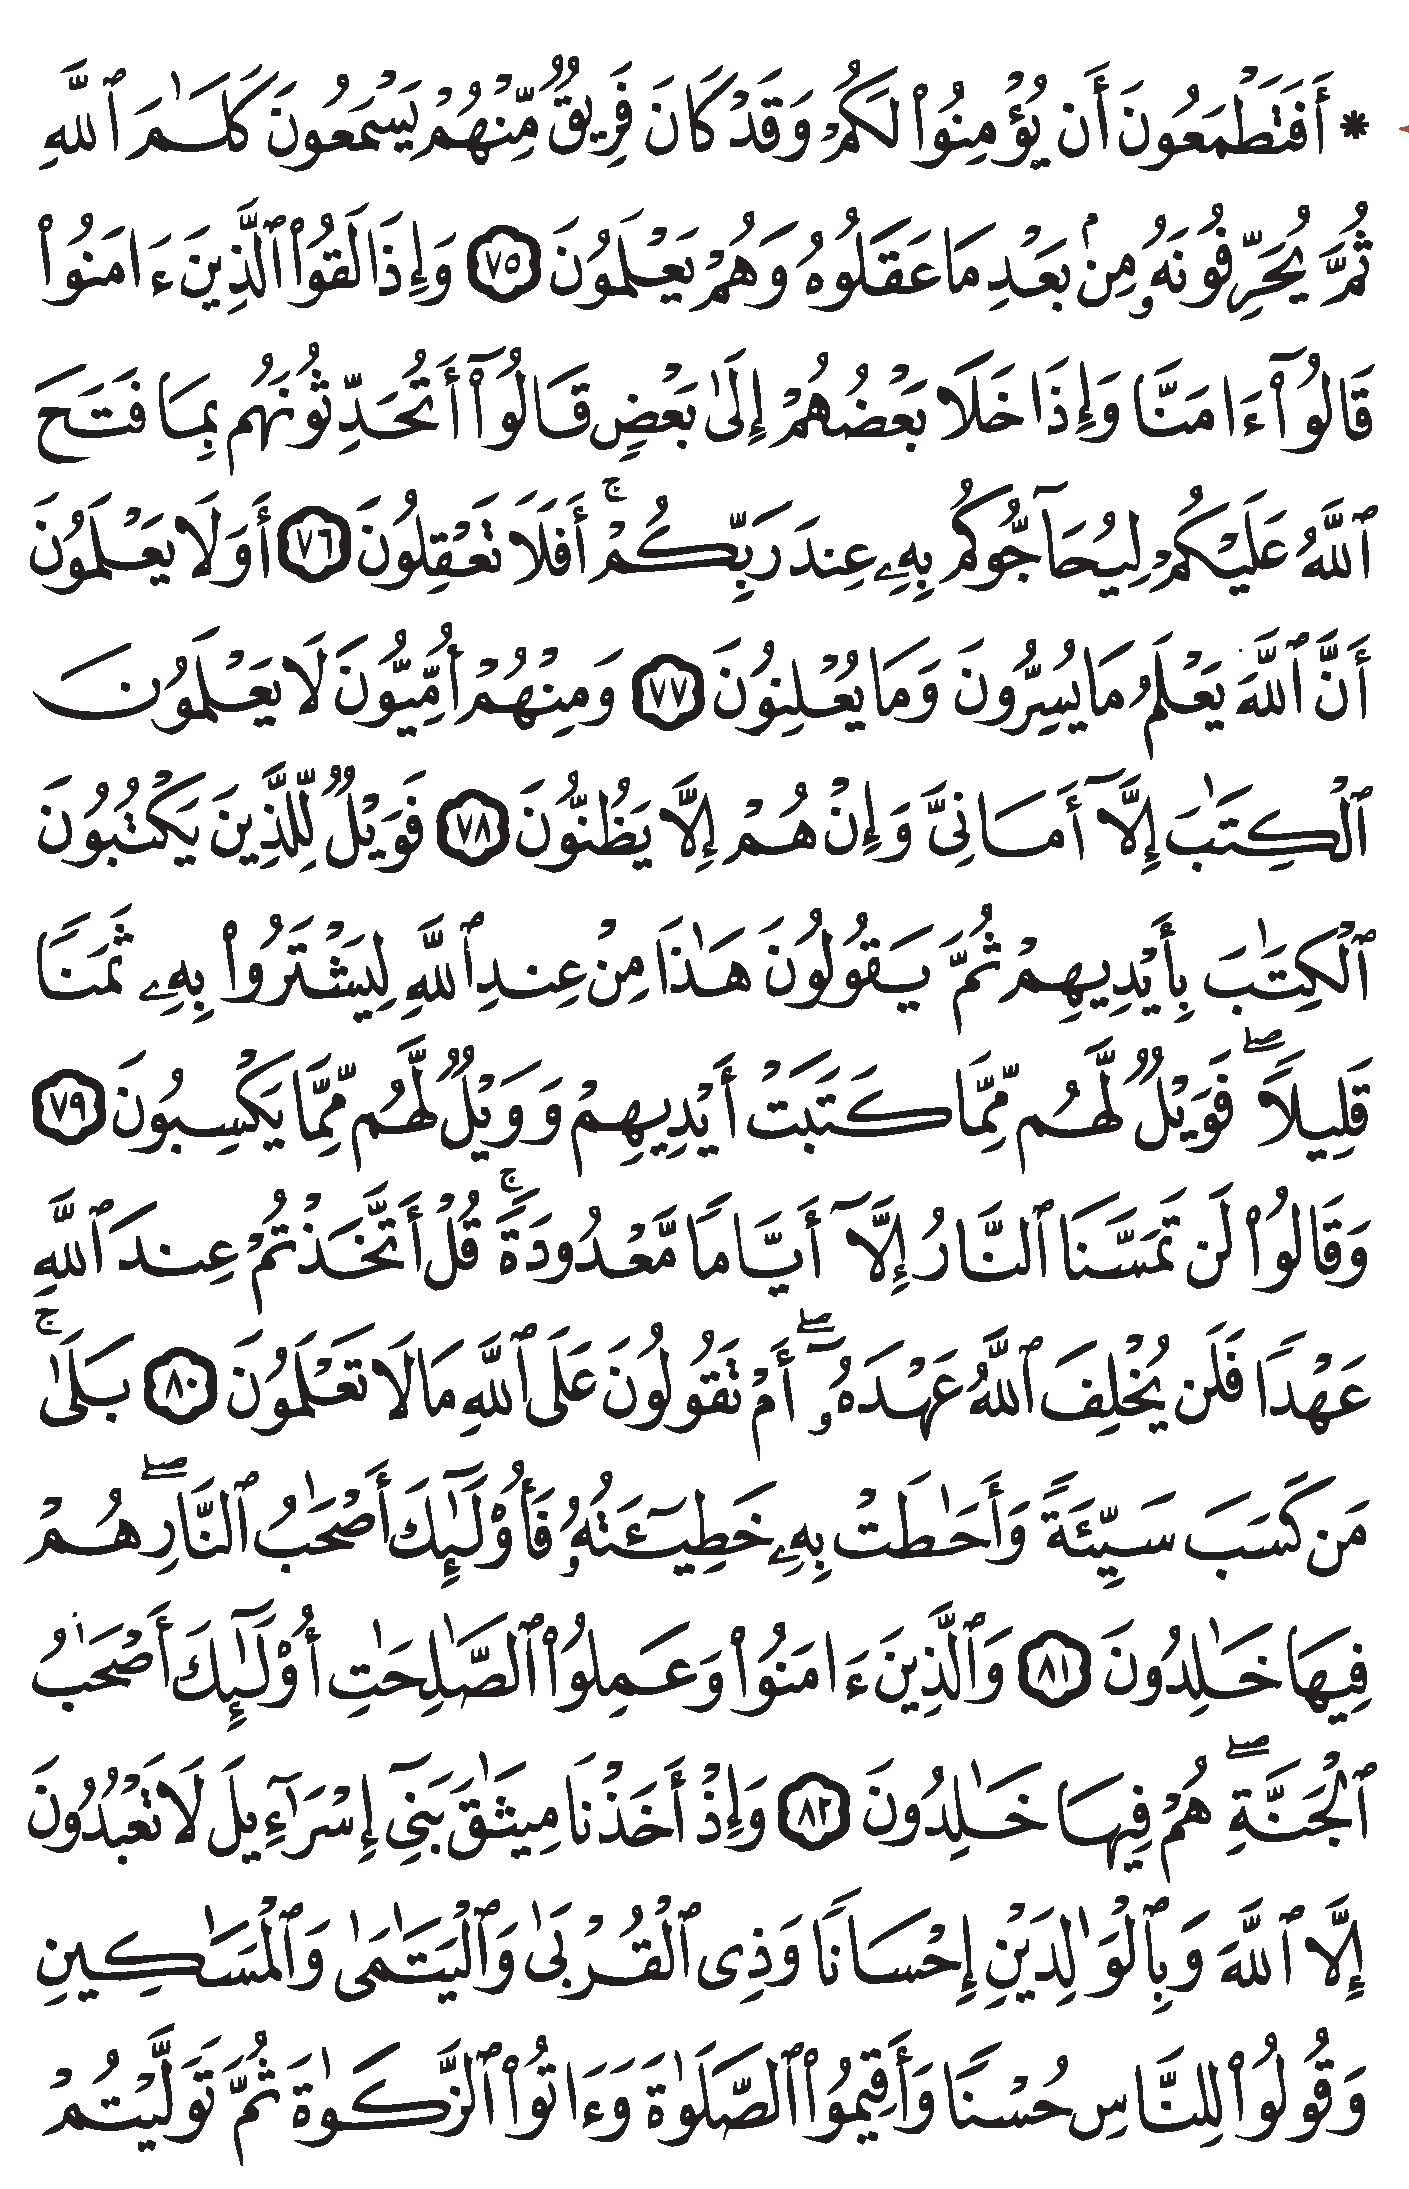 * أَفَتَطْمَعُونَ أَن يُؤْمِنُوا۟ لَكُمْ وَقَدْ كَانَ فَرِيقٌ مِّنْهُمْ يَسْمَعُونَ كَلَـٰمَ ٱللَّهِ
ثُمَّ يُحَرِّفُونَهُۥ مِنۢ بَعْدِ مَا عَقَلُوهُ وَهُمْ يَعْلَمُونَ ٧٥ وَإِذَا لَقُوا۟ ٱلَّذِينَ ءَامَنُوا۟
قَالُوٓا۟ ءَامَنَّا وَإِذَا خَلَا بَعْضُهُمْ إِلَىٰ بَعْضٍ قَالُوٓا۟ أَتُحَدِّثُونَهُم بِمَا فَتَحَ
ٱللَّهُ عَلَيْكُمْ لِيُحَآجُّوكُم بِهِۦ عِندَ رَبِّكُمْ ۚ أَفَلَا تَعْقِلُونَ ٧٦ أَوَلَا يَعْلَمُونَ
أَنَّ ٱللَّهَ يَعْلَمُ مَا يُسِرُّونَ وَمَا يُعْلِنُونَ ٧٧ وَمِنْهُمْ أُمِّيُّونَ لَا يَعْلَمُونَ
ٱلْكِتَـٰبَ إِلَّآ أَمَانِىَّ وَإِنْ هُمْ إِلَّا يَظُنُّونَ ٧٨ فَوَيْلٌ لِّلَّذِينَ يَكْتُبُونَ
ٱلْكِتَـٰبَ بِأَيْدِيهِمْ ثُمَّ يَقُولُونَ هَـٰذَا مِنْ عِندِ ٱللَّهِ لِيَشْتَرُوا۟ بِهِۦ ثَمَنًا
قَلِيلًا ۖ فَوَيْلٌ لَّهُم مِّمَّا كَتَبَتْ أَيْدِيهِمْ وَوَيْلٌ لَّهُم مِّمَّا يَكْسِبُونَ ٧٩
وَقَالُوا۟ لَن تَمَسَّنَا ٱلنَّارُ إِلَّآ أَيَّامًا مَّعْدُودَةً ۚ قُلْ أَتَّخَذْتُمْ عِندَ ٱللَّهِ
عَهْدًا فَلَن يُخْلِفَ ٱللَّهُ عَهْدَهُۥٓ ۖ أَمْ تَقُولُونَ عَلَى ٱللَّهِ مَا لَا تَعْلَمُونَ ٨٠ بَلَىٰ ۚ
مَن كَسَبَ سَيِّئَةً وَأَحَـٰطَتْ بِهِۦ خَطِيٓـَٔتُهُۥ فَأُو۟لَـٰٓئِكَ أَصْحَـٰبُ ٱلنَّارِ ۖ هُمْ
فِيهَا خَـٰلِدُونَ ٨١ وَٱلَّذِينَ ءَامَنُوا۟ وَعَمِلُوا۟ ٱلصَّـٰلِحَـٰتِ أُو۟لَـٰٓئِكَ أَصْحَـٰبُ
ٱلْجَنَّةِ ۖ هُمْ فِيهَا خَـٰلِدُونَ ٨٢ وَإِذْ أَخَذْنَا مِيثَـٰقَ بَنِىٓ إِسْرَٰٓءِيلَ لَا تَعْبُدُونَ
إِلَّا ٱللَّهَ وَبِٱلْوَٰلِدَيْنِ إِحْسَانًا وَذِى ٱلْقُرْبَىٰ وَٱلْيَتَـٰمَىٰ وَٱلْمَسَـٰكِينِ
وَقُولُوا۟ لِلنَّاسِ حُسْنًا وَأَقِيمُوا۟ ٱلصَّلَوٰةَ وَءَاتُوا۟ ٱلزَّكَوٰةَ ثُمَّ تَوَلَّيْتُمْ